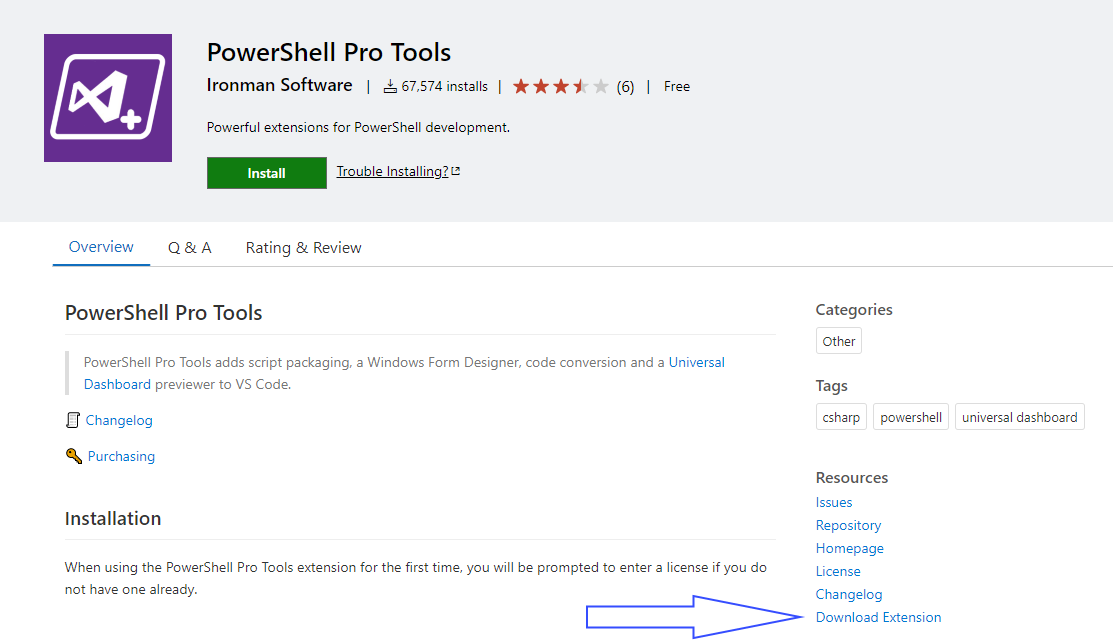 PowerShell Pro Tools
Ironman Software | 67,574 installs | (6) | Free
Powerful extensions for PowerShell development.
Install Trouble Installing?
Overview Q & A Rating & Review
PowerShell Pro Tools
PowerShell Pro Tools adds script packaging, a Windows Form Designer, code conversion and a Universal
Dashboard previewer to VS Code.
Changelog
Purchasing
Installation
When using the PowerShell Pro Tools extension for the first time, you will be prompted to enter a license if you do
not have one already.
Categories
Other
Tags
csharp powershell universal dashboard
Resources
Issues
Repository
Homepage
License
Changelog
Download Extension